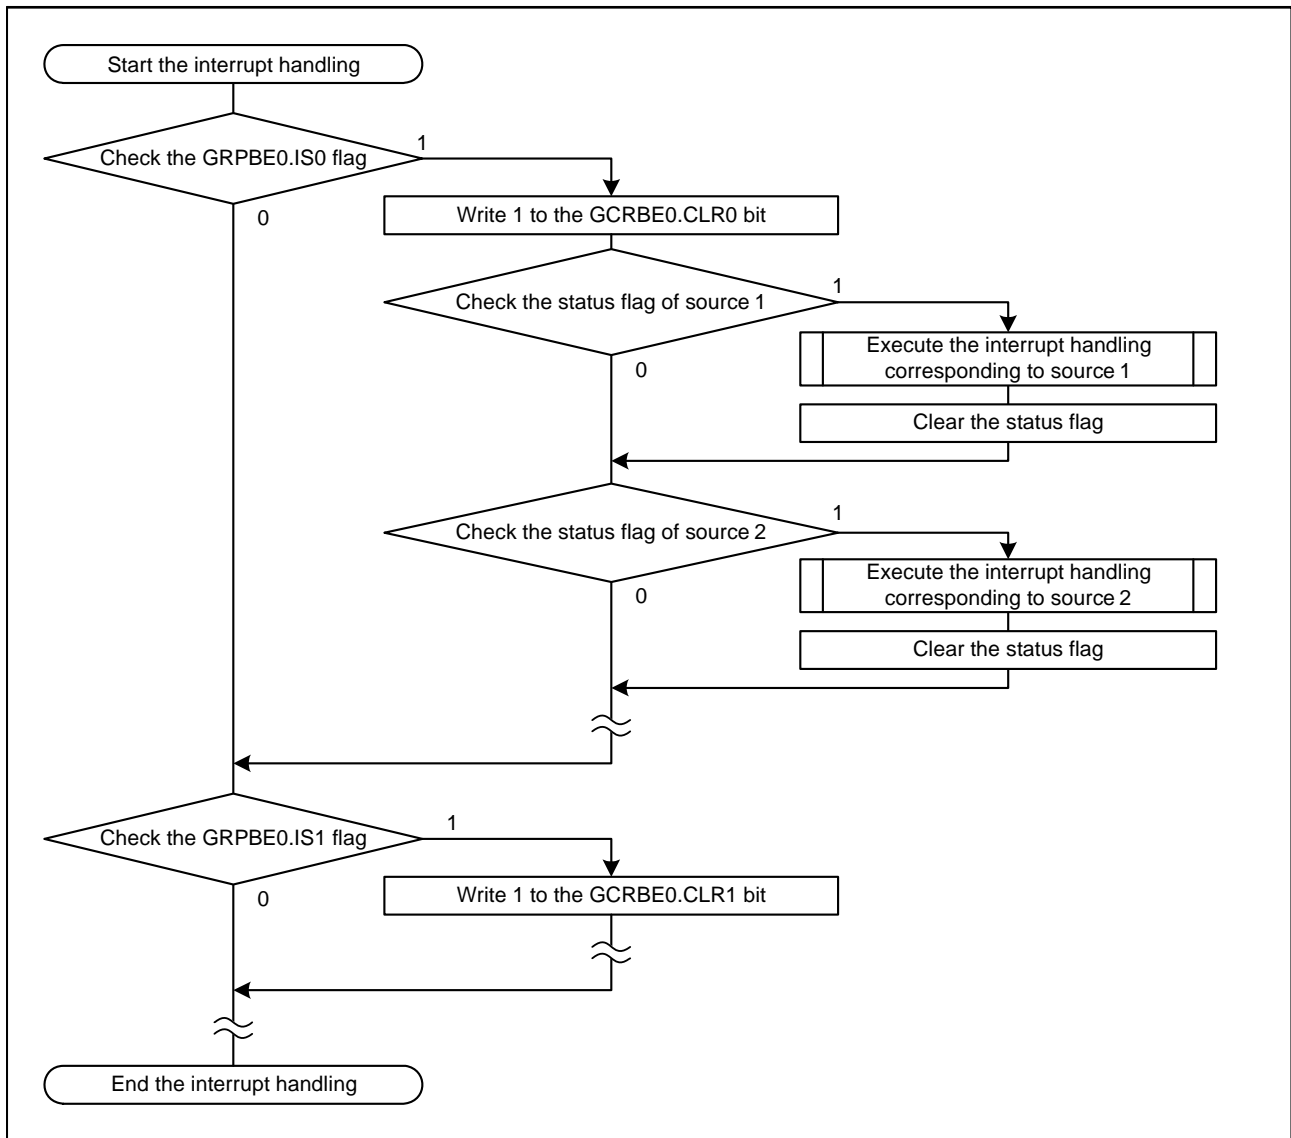 Start the interrupt handling
Check the GRPBE0.IS0 flag
1
0
Write 1 to the GCRBE0.CLR0 bit
Check the status flag of source 1
1
0
Execute the interrupt handling
corresponding to source 1
Clear the status flag
Check the status flag of source 2
1
0
Execute the interrupt handling
corresponding to source 2
Clear the status flag
Check the GRPBE0.IS1 flag
1
0
Write 1 to the GCRBE0.CLR1 bit
End the interrupt handling